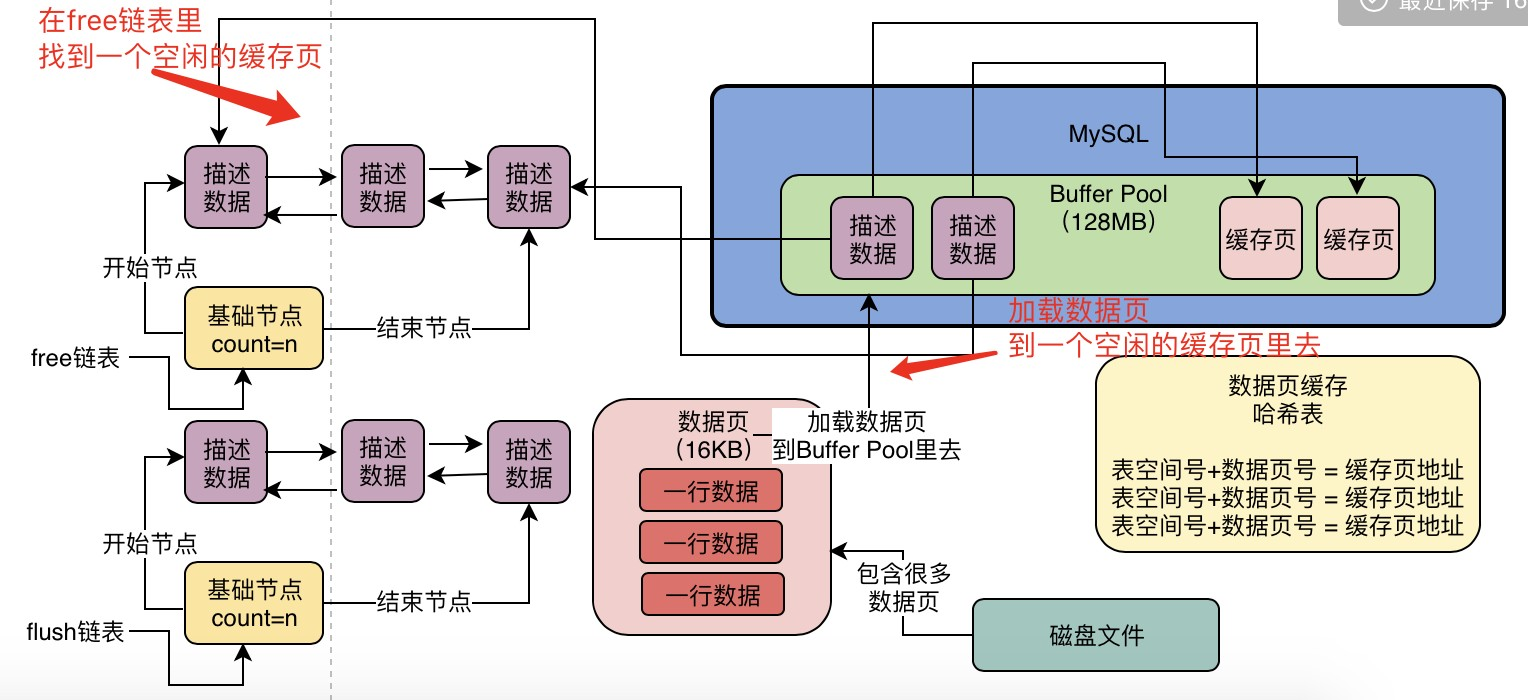 在free链表里
找到一个空闲的缓存页
最近保存 16
描述
数据
描述
数据
描述
数据
开始节点
基础节点
count=n
结束节点
free链表
MySQL
Buffer Pool
（128MB）
描述
数据
描述
数据
缓存页
缓存页
加载数据页
到一个空闲的缓存页里去
描述
数据
描述
数据
描述
数据
开始节点
基础节点
count=n
结束节点
flush链表
数据页
（16KB）
加载数据页
到Buffer Pool里去
一行数据
一行数据
一行数据
包含很多
数据页
磁盘文件
数据页缓存
哈希表
表空间号+数据页号 = 缓存页地址
表空间号+数据页号 = 缓存页地址
表空间号+数据页号 = 缓存页地址